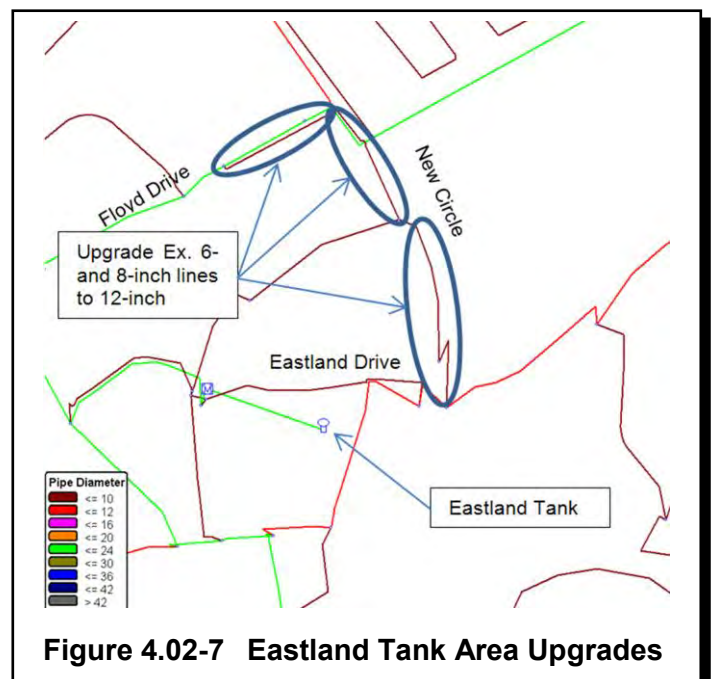 New Circle
Floyd Drive
Upgrade Ex. 6-
and 8-inch lines
to 12-inch
Eastland Drive
M
Eastland Tank
Pipe Diameter
<= 10
<= 12
<= 16
<= 20
<= 24
<= 30
<= 36
<= 42
> 42
Figure 4.02-7 Eastland Tank Area Upgrades